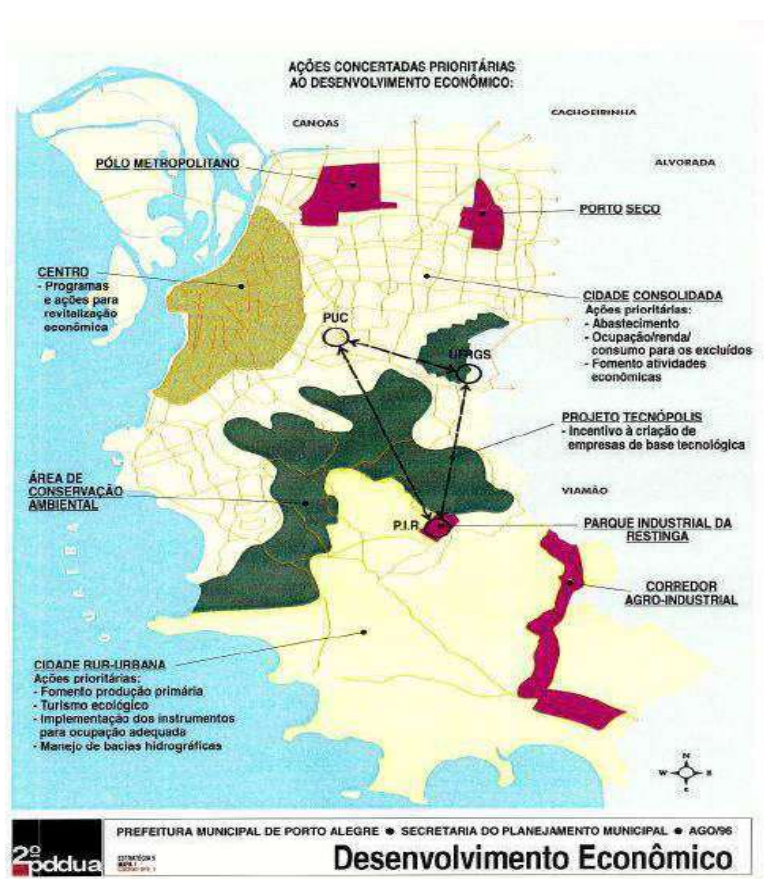 AÇÕES CONCERTADAS PRIORITÁRIAS
AO DESENVOLVIMENTO ECONÔMICO:
CACHOEIRINHA
CANOAS
ALVORADA
PÓLO METROPOLITANO
PORTO SECO
CENTRO
- Programas
e ações para
revitalização
econômica
CIDADE CONSOLIDADA
Ações prioritárias:
- Abastecimento
- Ocupação/renda/
consumo para os excluídos
- Fomento atividades
econômicas
PUC
UFRGS
PROJETO TECNÓPOLIS
- Incentivo à criação de
empresas de base tecnológica
ÁREA DE
CONSERVAÇÃO
AMBIENTAL
VIAMÃO
P.I.R.
PARQUE INDUSTRIAL DA
RESTINGA
CORREDOR
AGRO-INDUSTRIAL
GUAÍBA
CIDADE RUR-URBANA
Ações prioritárias:
- Fomento produção primária
- Turismo ecológico
- Implementação dos instrumentos
para ocupação adequada
- Manejo de bacias hidrográficas
N
W
PREFEITURA MUNICIPAL DE PORTO ALEGRE ● SECRETARIA DO PLANEJAMENTO MUNICIPAL ● AGO/96
2º pddua
Desenvolvimento Econômico